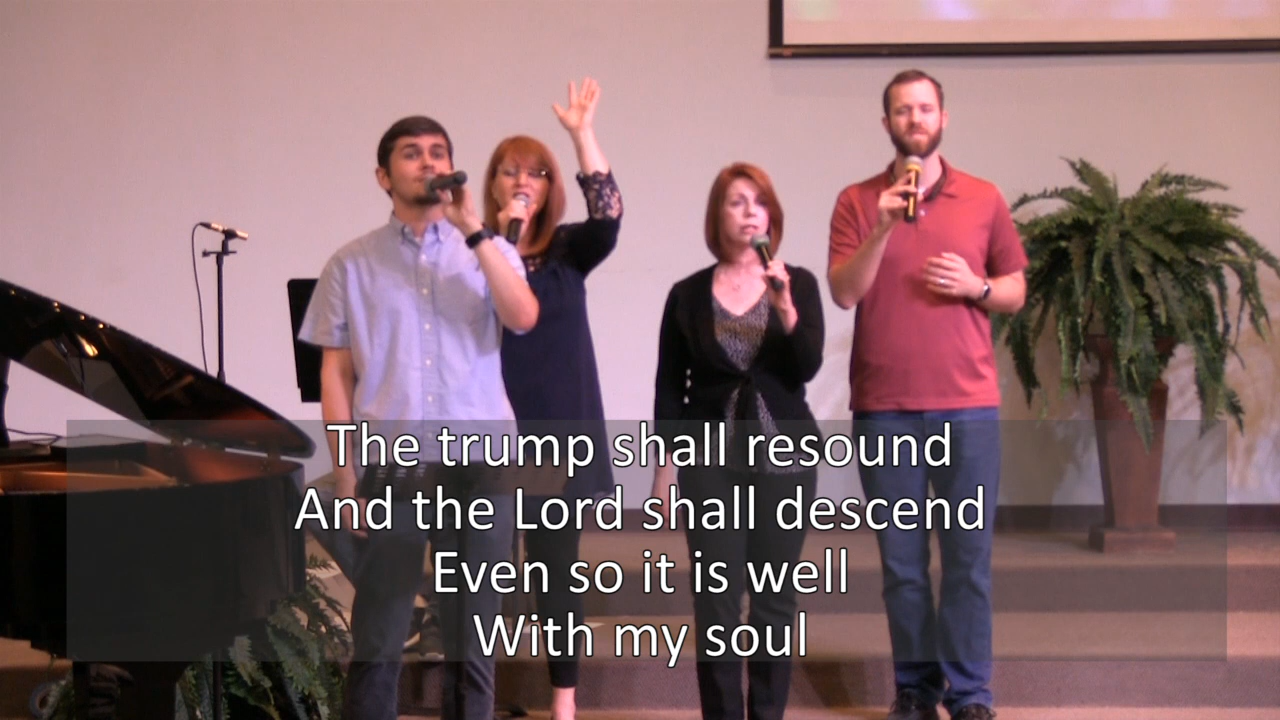 The trump shall resound
And the Lord shall descend
Even so it is well
With my soul